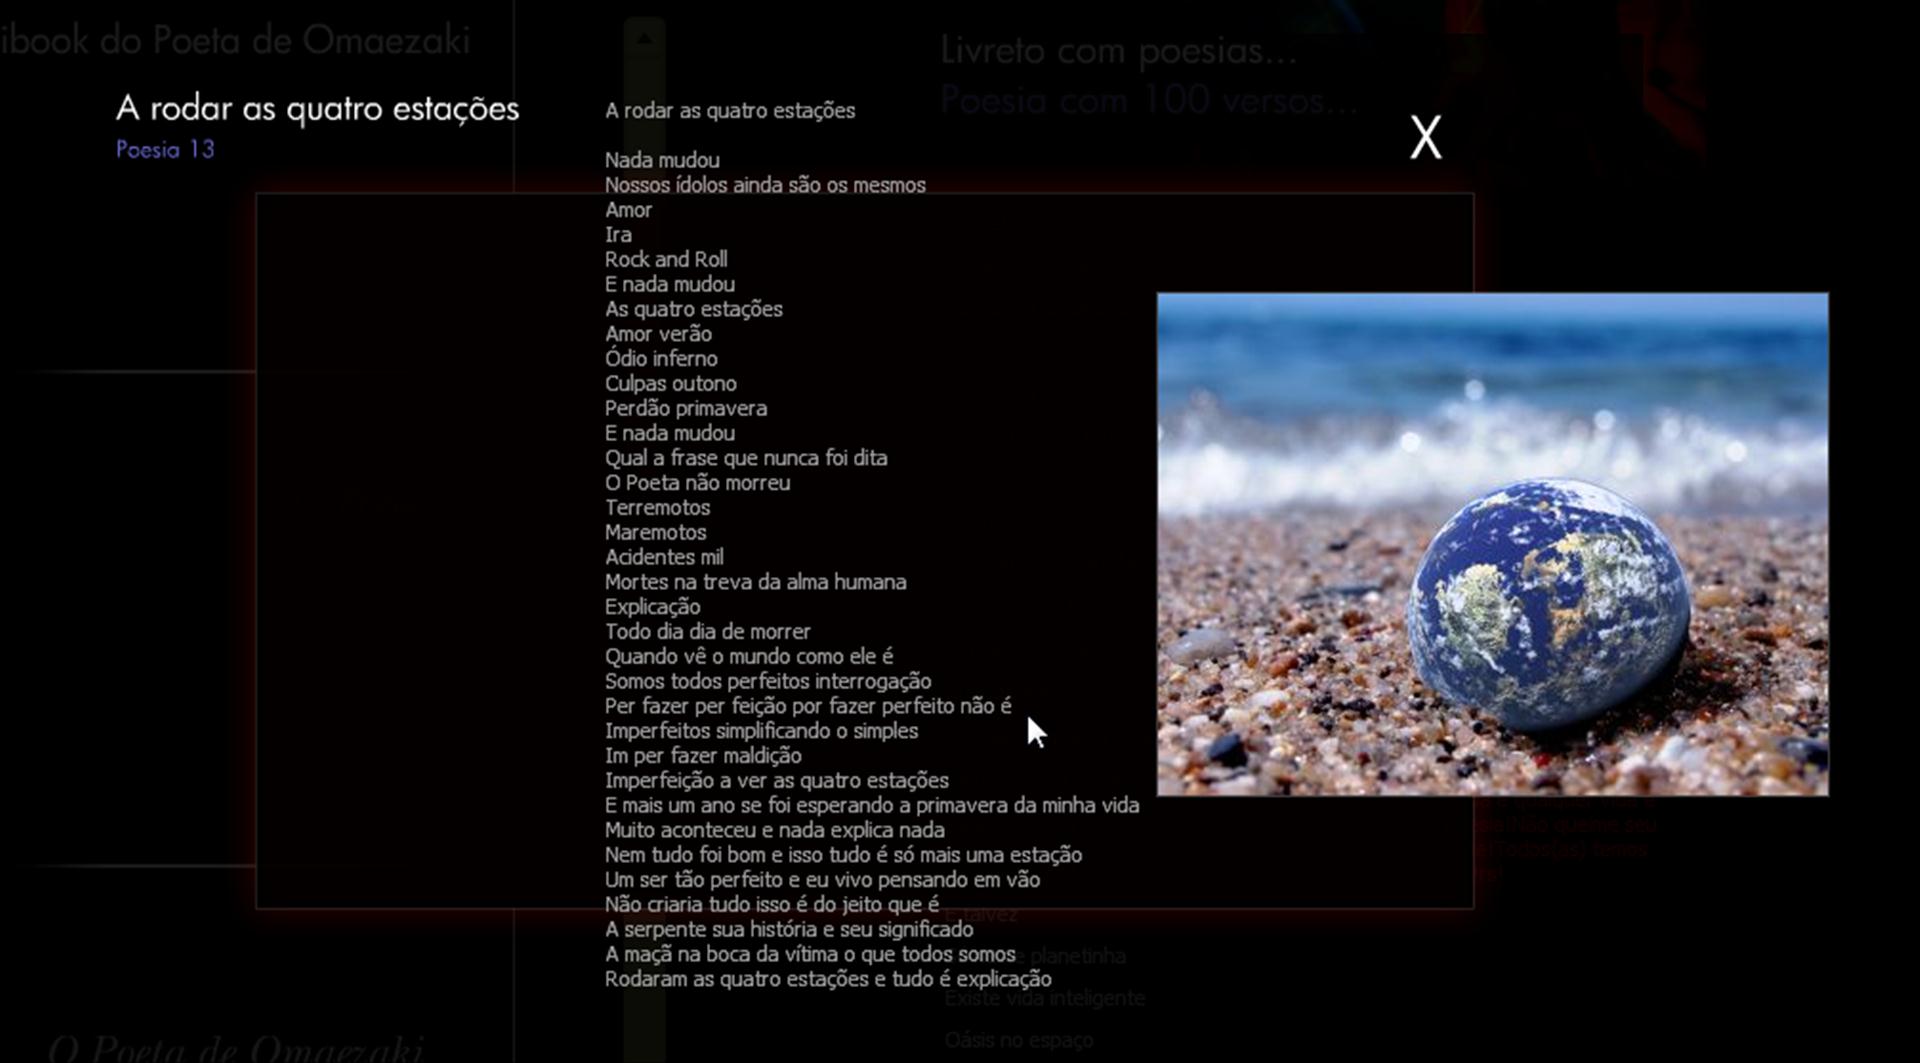 ibook do Poeta de Omaezaki
Livreto com poesias...
Poesia com 100 versos...
A rodar as quatro estações
Poesia 13
X
A rodar as quatro estações
Nada mudou
Nossos ídolos ainda são os mesmos
Amor
Ira
Rock and Roll
E nada mudou
As quatro estações
Amor verão
Ódio inferno
Culpas outono
Perdão primavera
E nada mudou
Qual a frase que nunca foi dita
O Poeta não morreu
Terremotos
Maremotos
Acidentes mil
Mortes na treva da alma humana
Explicação
Todo dia dia de morrer
Quando vê o mundo como ele é
Somos todos perfeitos interrogação
Per fazer per feição por fazer perfeito não é
Imperfeitos simplificando o simples
Im per fazer maldição
Imperfeição a ver as quatro estações
E mais um ano se foi esperando a primavera da minha vida
Muito aconteceu e nada explica nada
Nem tudo foi bom e isso tudo é só mais uma estação
Um ser tão perfeito e eu vivo pensando em vão
Não criaria tudo isso é do jeito que é
A serpente sua história e seu significado
A maçã na boca da vítima o que todos somos
Rodaram as quatro estações e tudo é explicação
e qualquer vida e
Não queime seu
Todos(as) temos
E talvez
planetinha
Existe vida inteligente
Oásis no espaço
O Poeta de Omaezaki